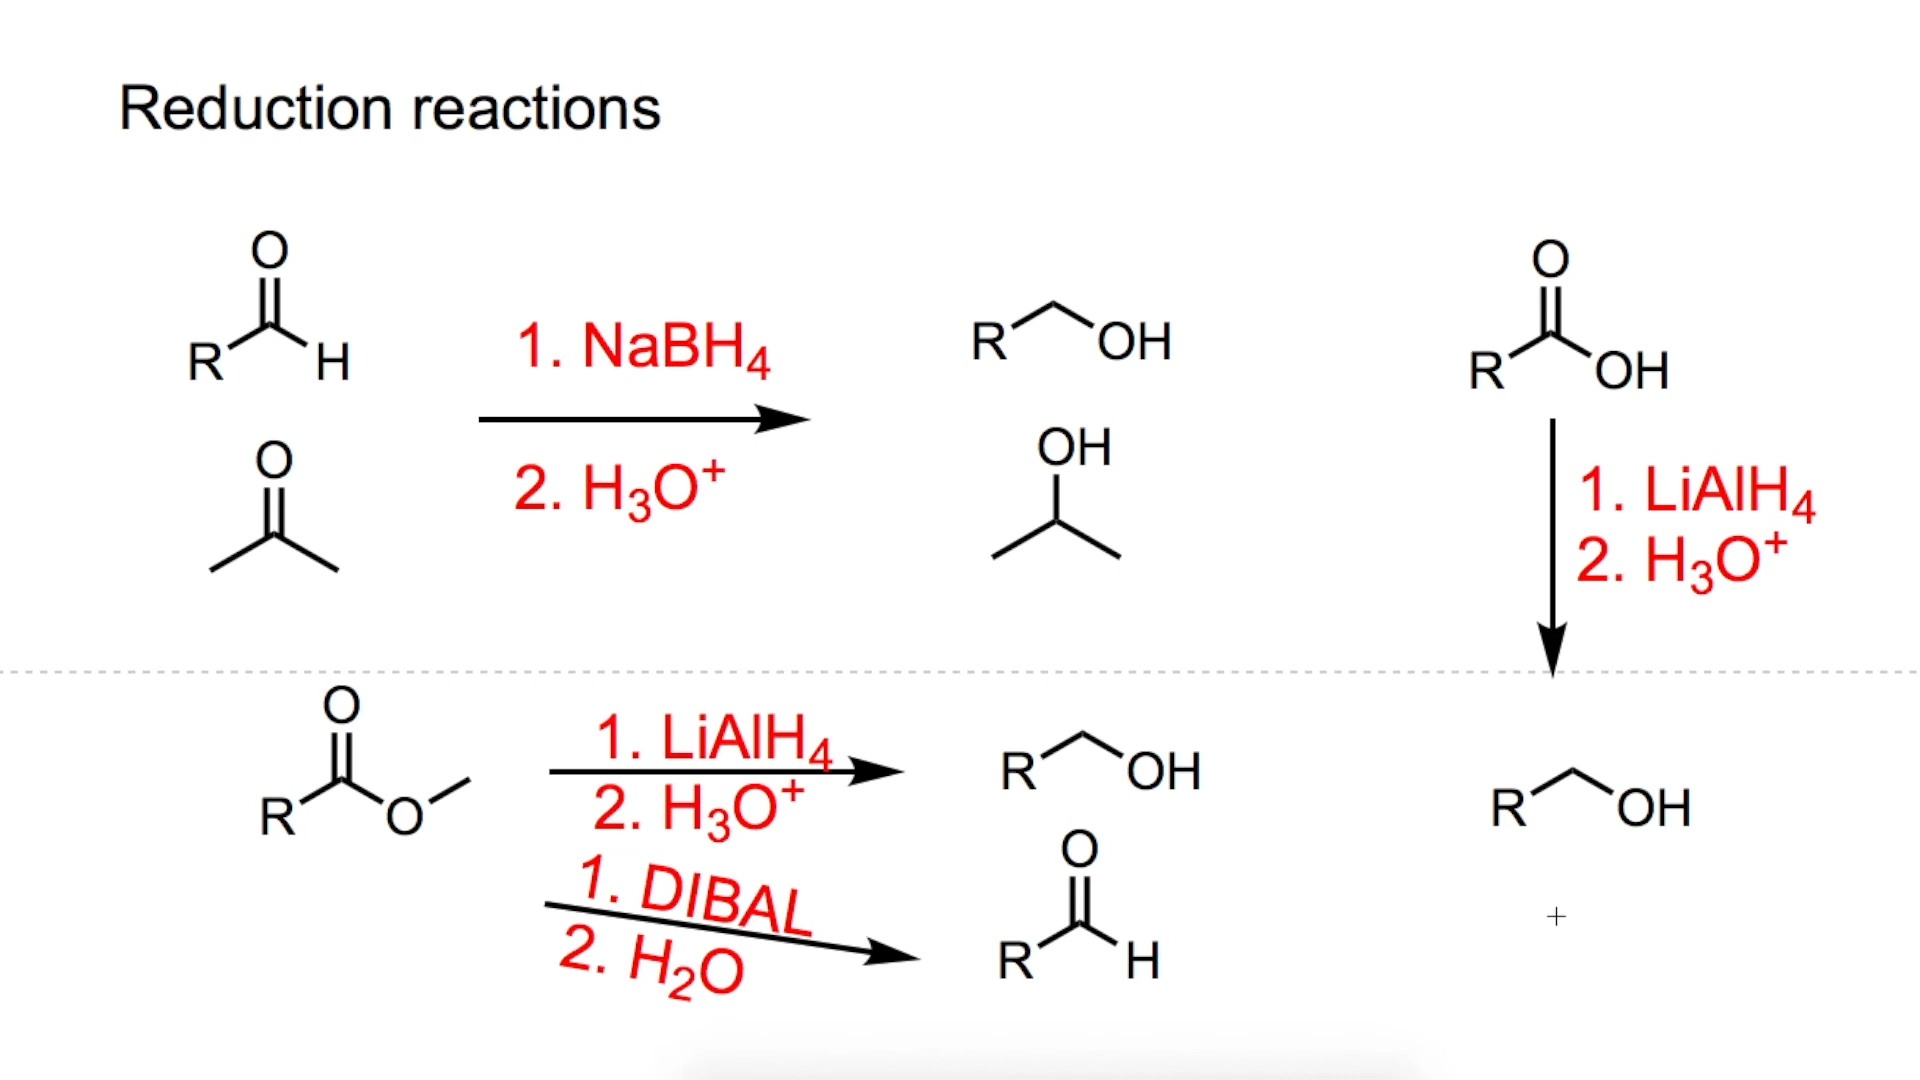 Reduction reactions
O
R H
1. NaBH₄
2. H₃O⁺
R OH
O
OH
O
R OH
1. LiAlH₄
2. H₃O⁺
O
R O
1. LiAlH₄
2. H₃O⁺
R OH
1. DIBAL
2. H₂O
O
R H
R OH